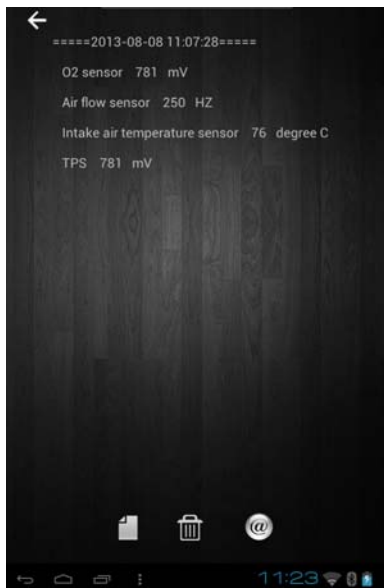 =====2013-08-08 11:07:28=====
O2 sensor 781 mV
Air flow sensor 250 HZ
Intake air temperature sensor 76 degree C
TPS 781 mV
@
11:23